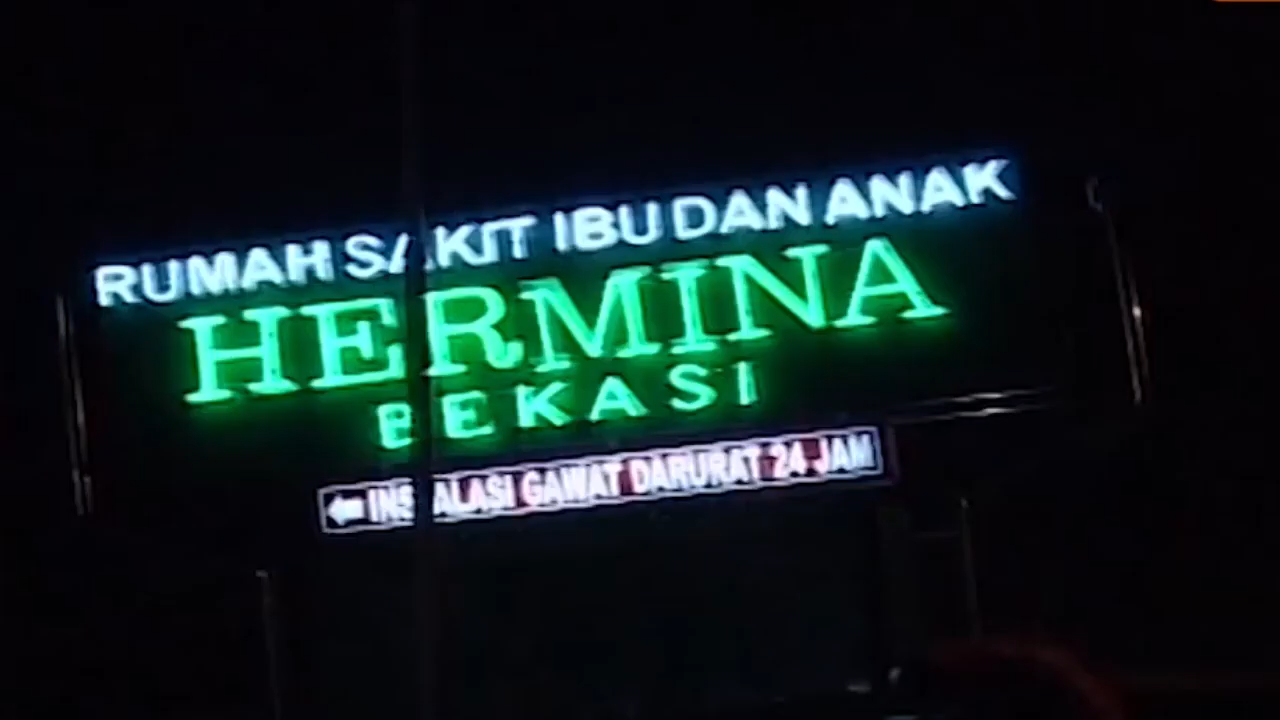 RUMAH SAKIT IBU DAN ANAK
HERMINA
BEKASI
← INSTALASI GAWAT DARURAT 24 JAM